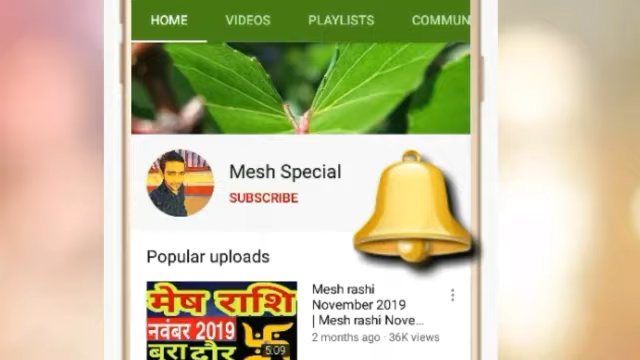 HOME VIDEOS PLAYLISTS COMMUN
Mesh Special
SUBSCRIBE
Popular uploads
मेष राशि
नवंबर 2019
बुरा दौर
5:09
Mesh rashi
November 2019
| Mesh rashi Nove...
2 months ago · 36K views